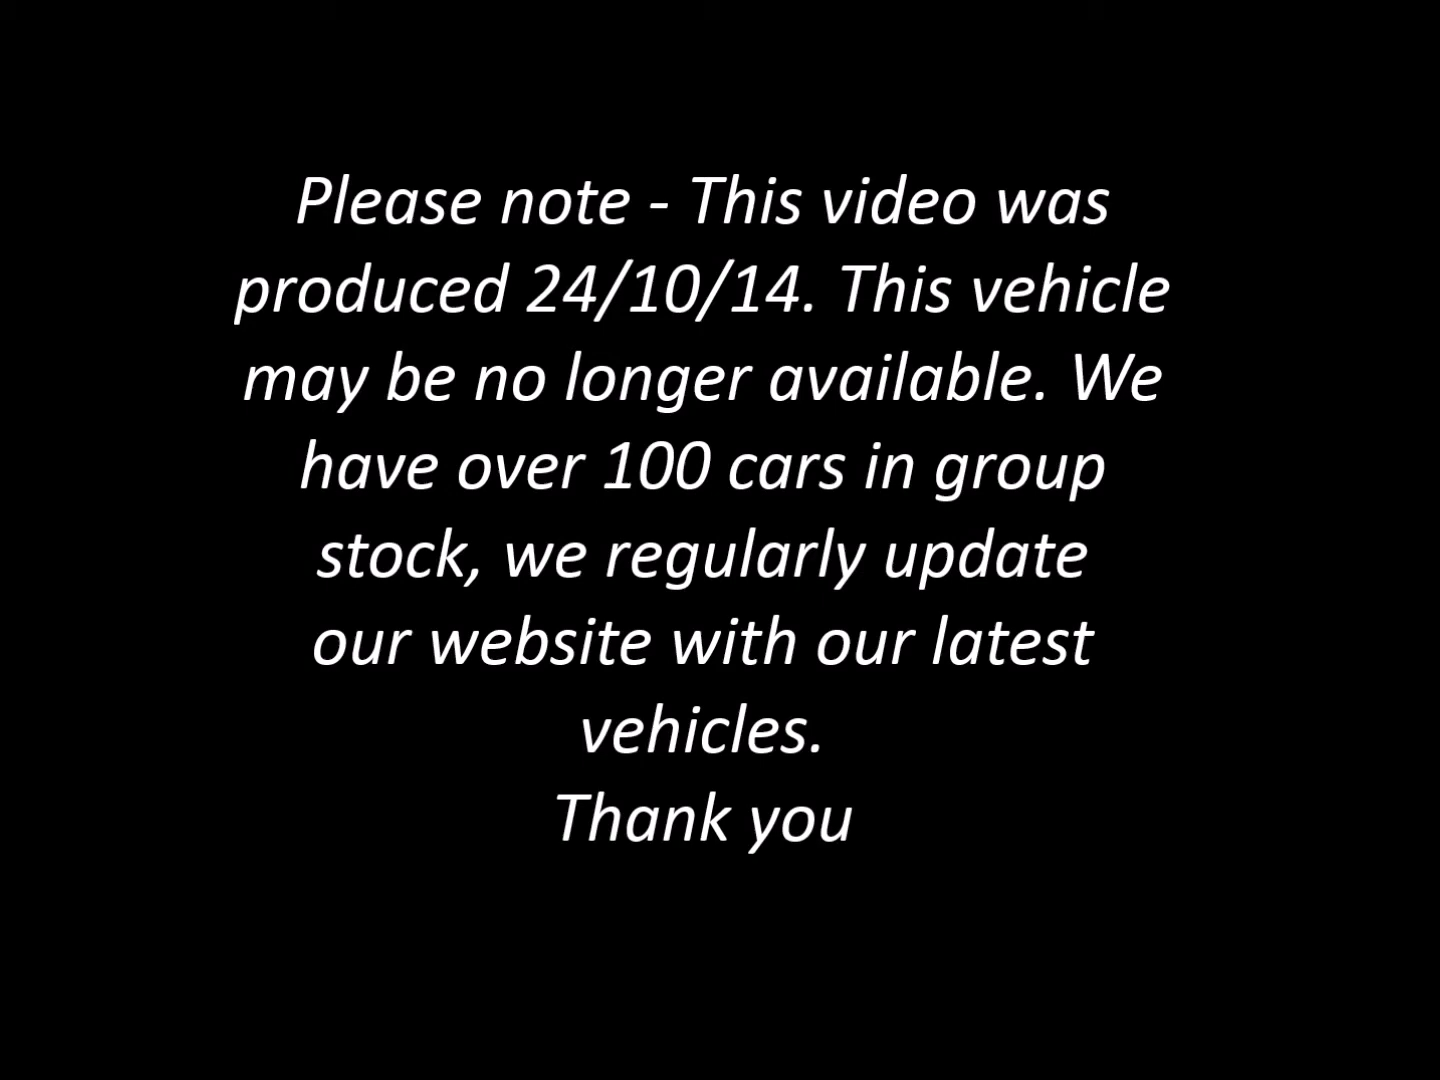 Please note - This video was
produced 24/10/14. This vehicle
may be no longer available. We
have over 100 cars in group
stock, we regularly update
our website with our latest
vehicles.
Thank you